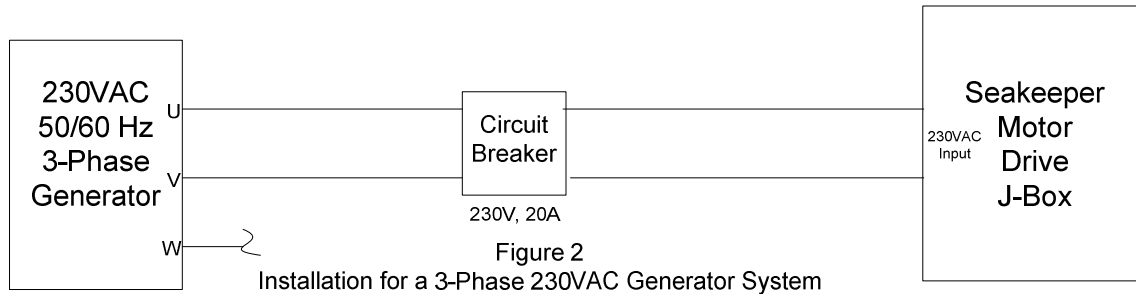 230VAC
50/60 Hz
3-Phase
Generator
U
V
W
Circuit
Breaker
230V, 20A
230VAC
Input
Seakeeper
Motor
Drive
J-Box
Figure 2
Installation for a 3-Phase 230VAC Generator System